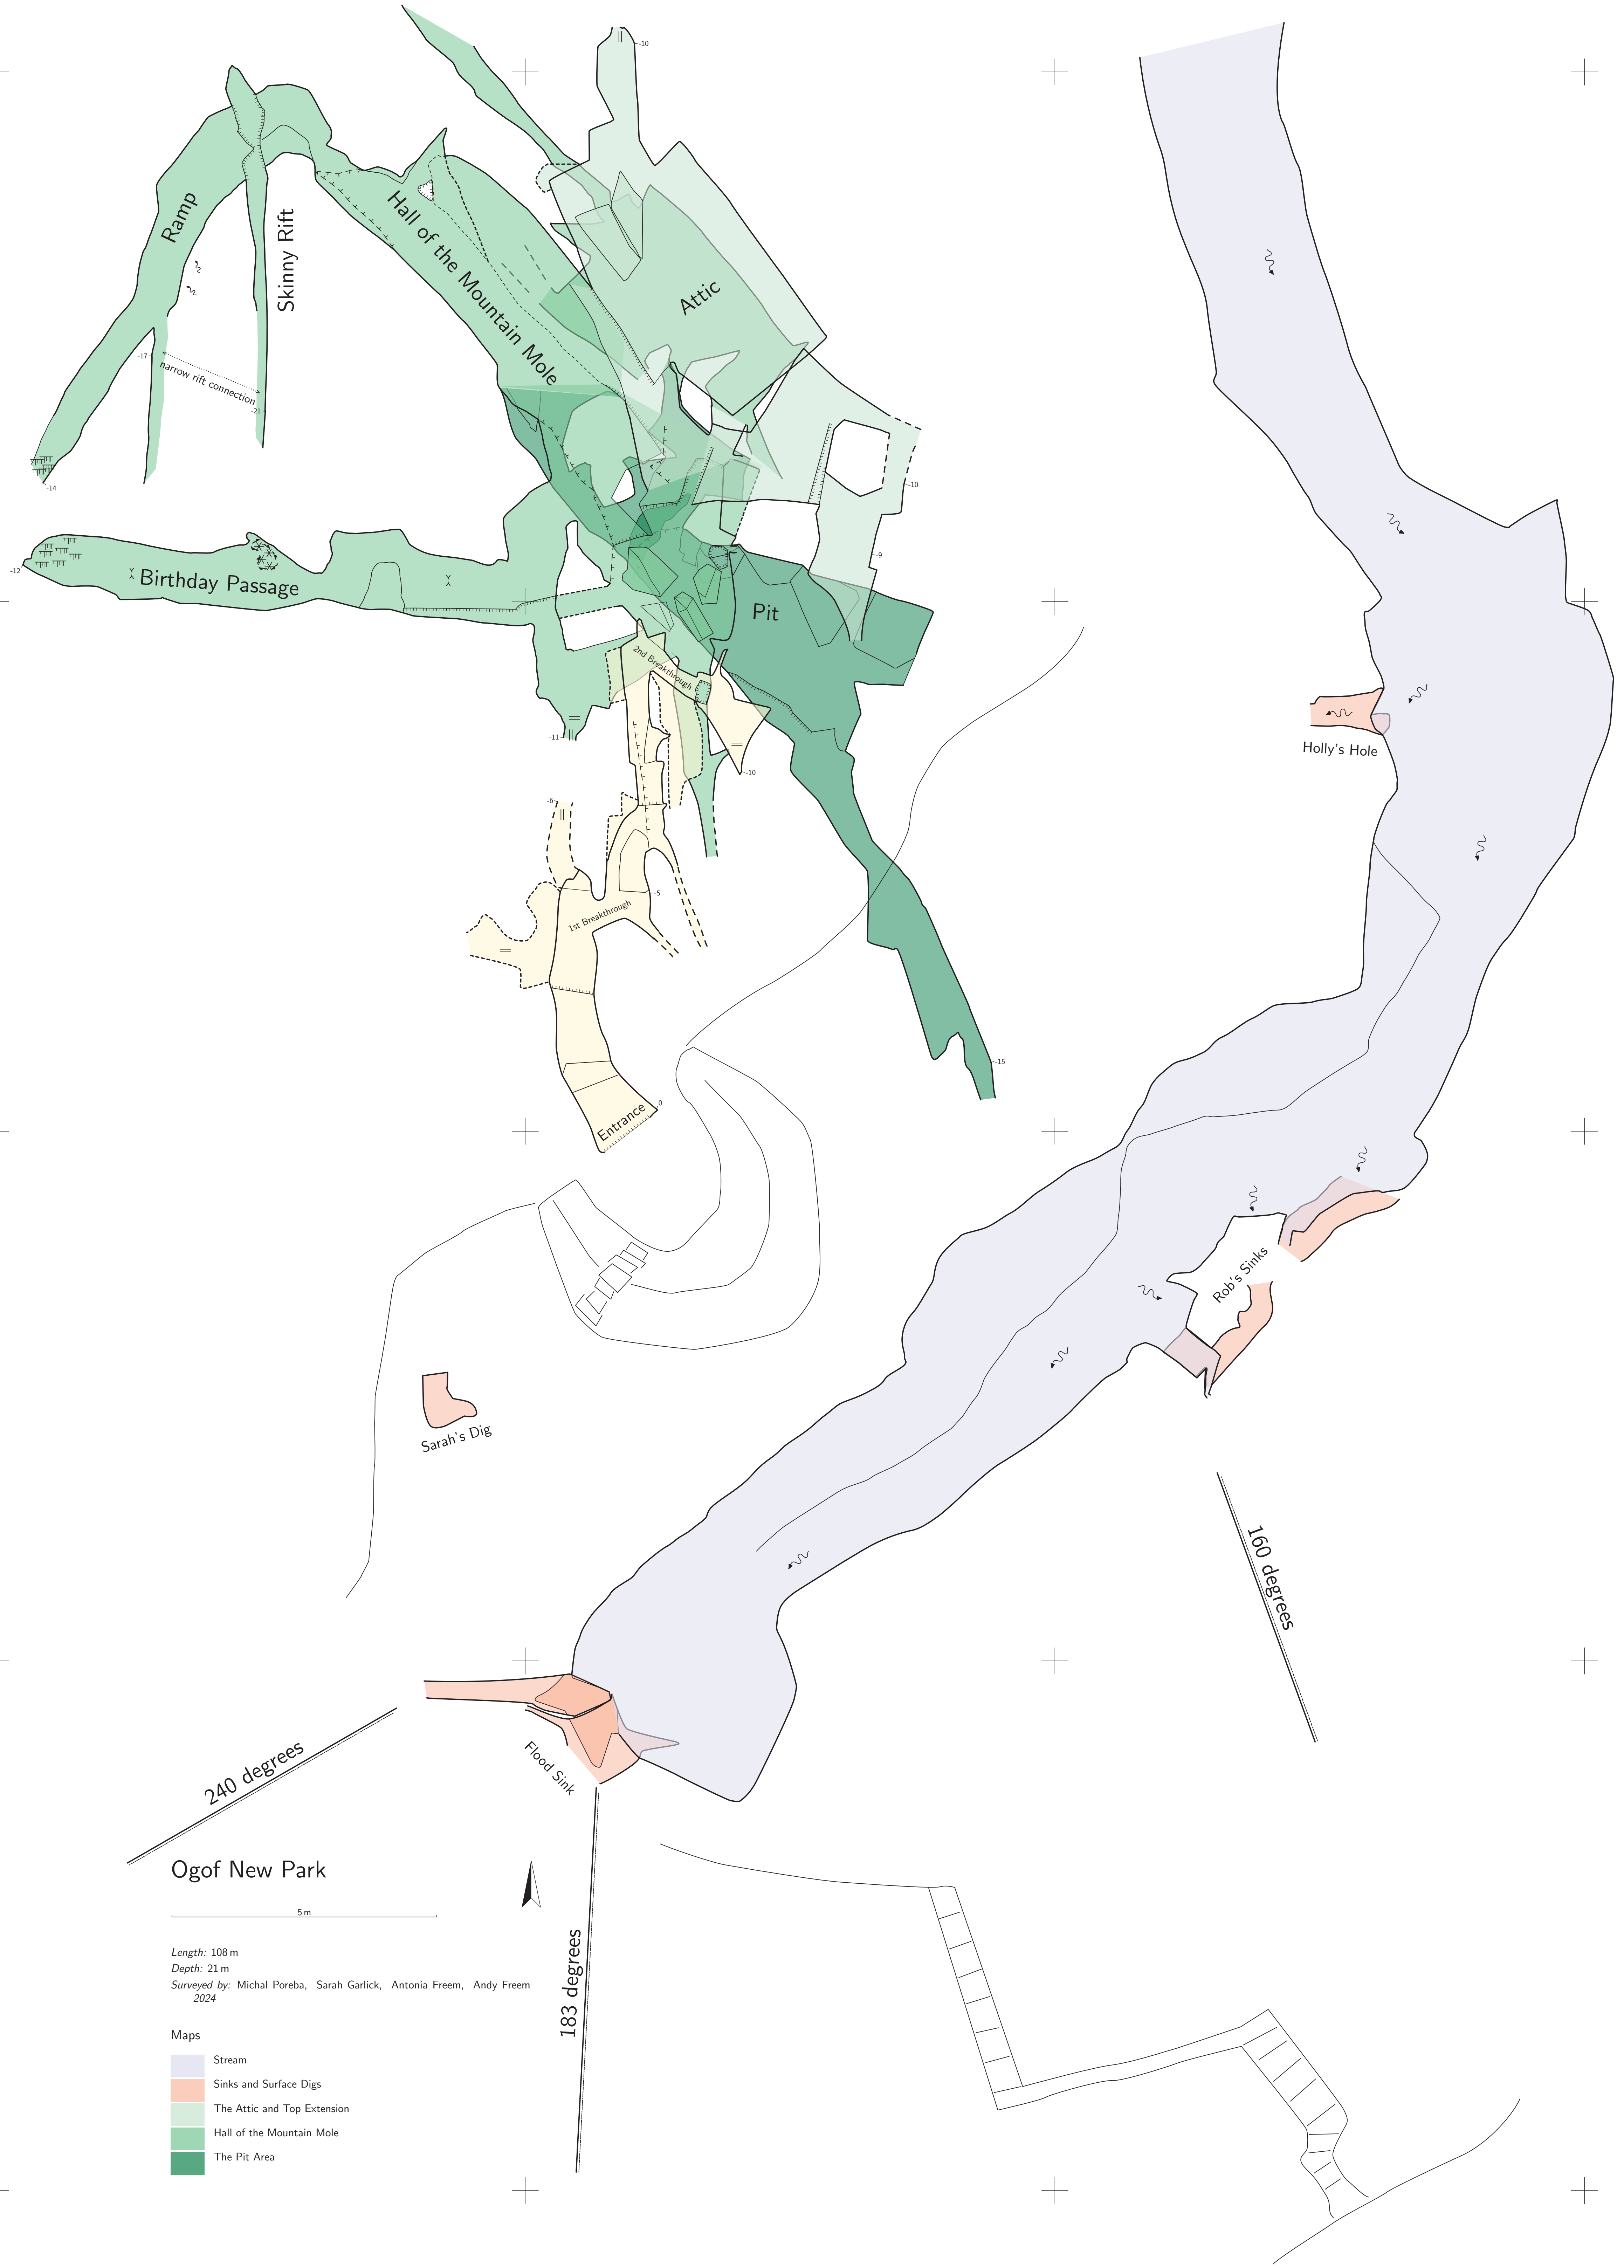 -10
Ramp
Skinny Rift
Hall of the Mountain Mole
Attic
-17
narrow rift connection
-21
-14
-10
-12
Birthday Passage
-9
Pit
2nd Breakthrough
-11
-10
-6
Holly's Hole
-5
1st Breakthrough
-15
0
Entrance
Rob's Sinks
Sarah's Dig
160 degrees
240 degrees
Flood Sink
183 degrees
Ogof New Park
5 m
Length: 108 m
Depth: 21 m
Surveyed by: Michal Poreba, Sarah Garlick, Antonia Freem, Andy Freem
2024
Maps
Stream
Sinks and Surface Digs
The Attic and Top Extension
Hall of the Mountain Mole
The Pit Area